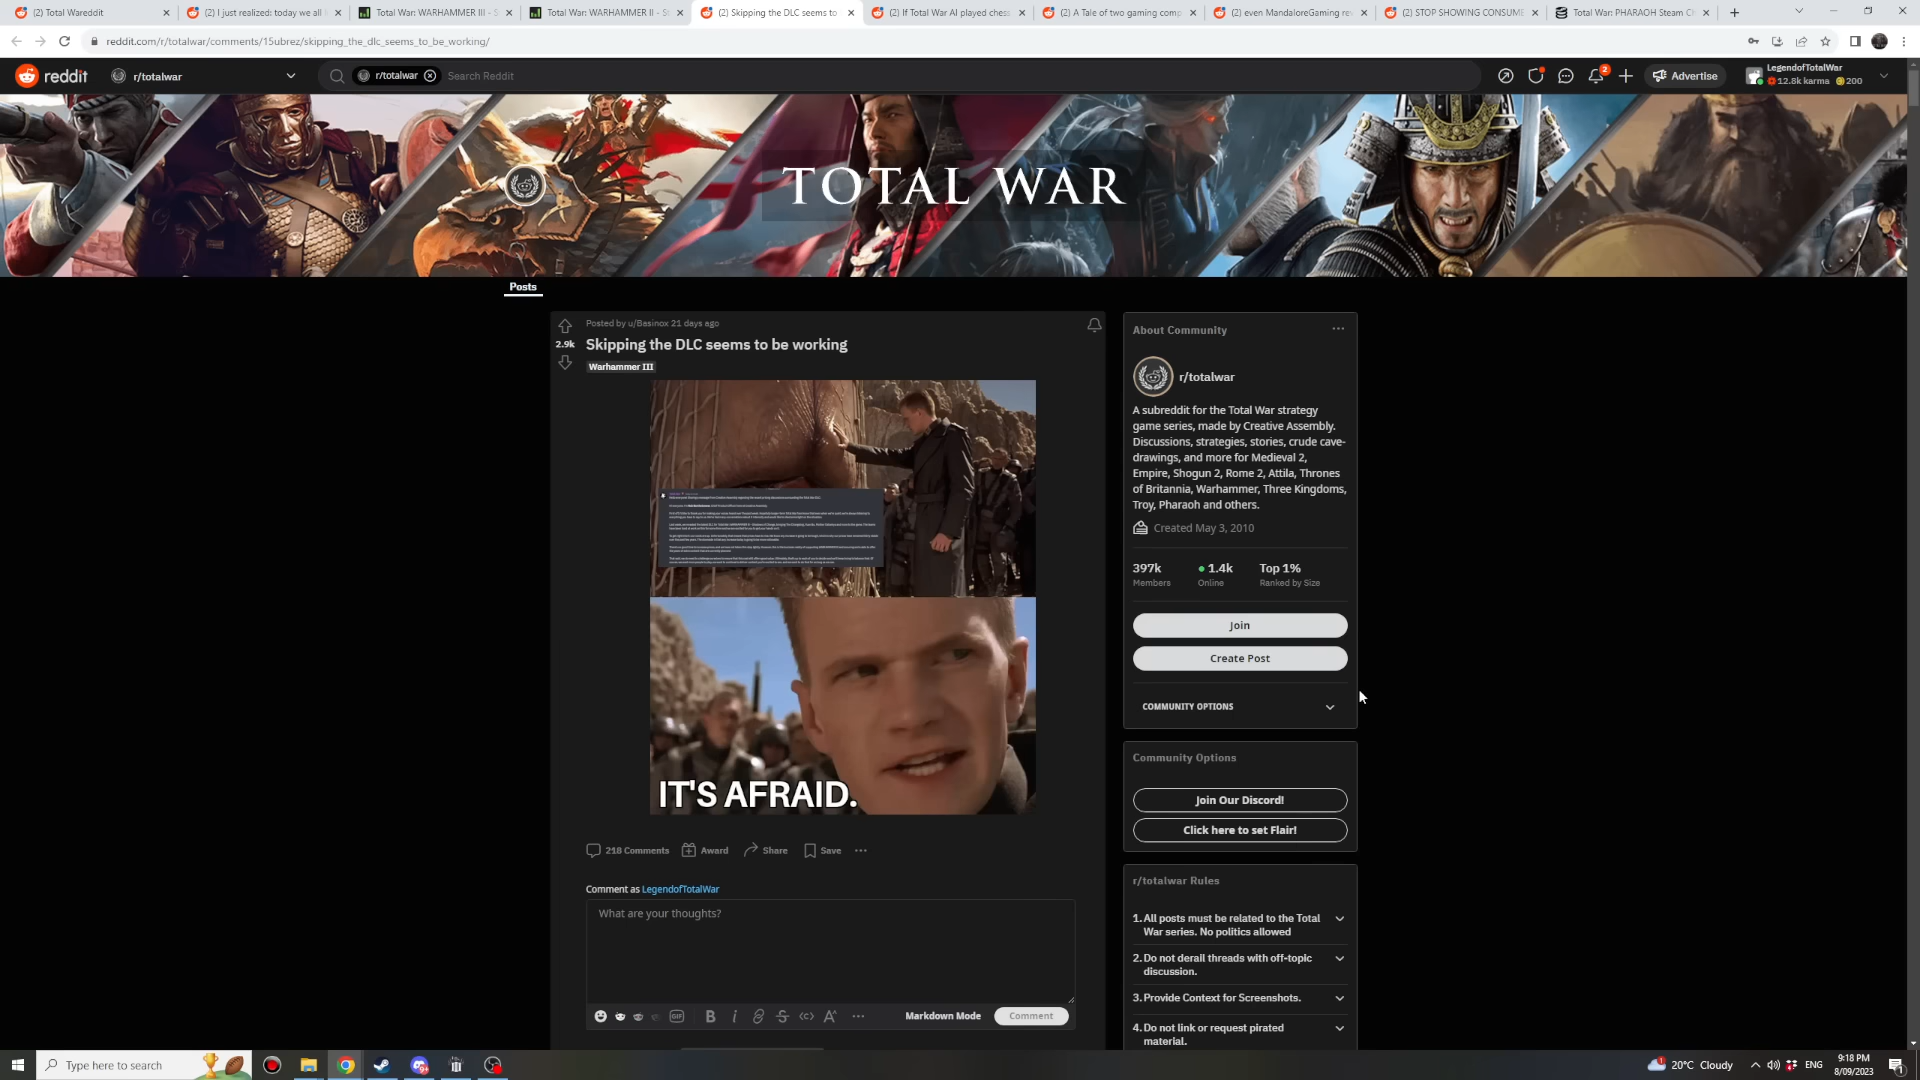 (2) Total Wareddit
(2) I just realized: today we all i
Total War: WARHAMMER III - S
Total War: WARHAMMER II - S
(2) Skipping the DLC seems to
(2) If Total War AI played chess
(2) A Tale of two gaming comp
(2) even MandaloreGaming re
(2) STOP SHOWING CONSUME
Total War: PHARAOH Steam C
reddit.com/r/totalwar/comments/15ubrez/skipping_the_dlc_seems_to_be_working/
reddit
r/totalwar
r/totalwar
Search Reddit
2
Advertise
LegendofTotalWar
12.8k karma
200
TOTAL WAR
Posts
Posted by u/Basinox 21 days ago
2.9k
Skipping the DLC seems to be working
Warhammer III
IT'S AFRAID.
218 Comments
Award
Share
Save
Comment as LegendofTotalWar
What are your thoughts?
GIF
Markdown Mode
Comment
About Community
r/totalwar
A subreddit for the Total War strategy
game series, made by Creative Assembly.
Discussions, strategies, stories, crude cave-
drawings, and more for Medieval 2,
Empire, Shogun 2, Rome 2, Attila, Thrones
of Britannia, Warhammer, Three Kingdoms,
Troy, Pharaoh and others.
Created May 3, 2010
397k
1.4k
Top 1%
Members
Online
Ranked by Size
Join
Create Post
COMMUNITY OPTIONS
Community Options
Join Our Discord!
Click here to set Flair!
r/totalwar Rules
1. All posts must be related to the Total
War series. No politics allowed
2. Do not derail threads with off-topic
discussion.
3. Provide Context for Screenshots.
4. Do not link or request pirated
material.
Type here to search
20°C Cloudy
ENG
9:18 PM
8/09/2023